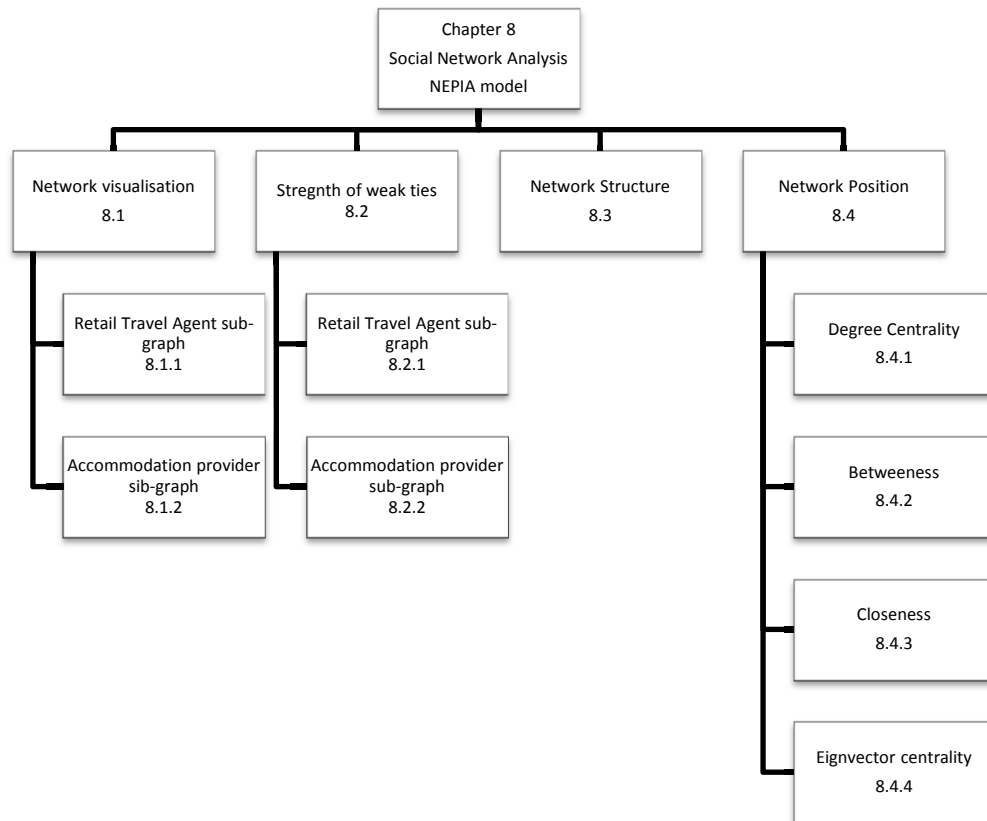 Chapter 8
Social Network Analysis
NEPIA model
Network visualisation
8.1
Stregnth of weak ties
8.2
Network Structure
8.3
Network Position
8.4
Retail Travel Agent sub-
graph
8.1.1
Retail Travel Agent sub-
graph
8.2.1
Degree Centrality
8.4.1
Accommodation provider
sib-graph
8.1.2
Accommodation provider
sub-graph
8.2.2
Betweeness
8.4.2
Closeness
8.4.3
Eignvector centrality
8.4.4